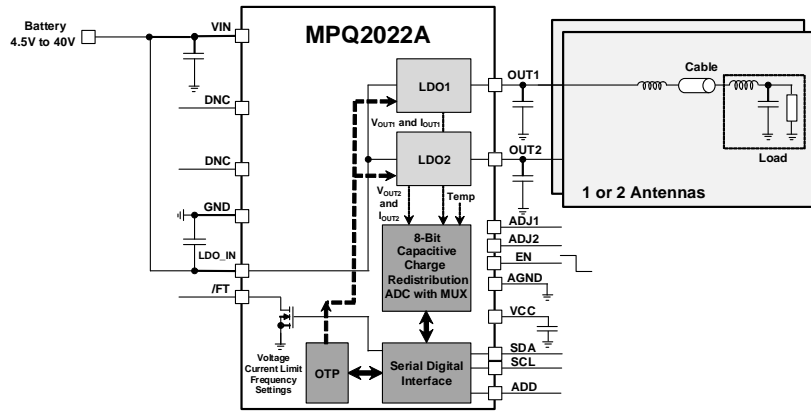 Battery
4.5V to 40V
VIN
MPQ2022A
DNC
DNC
GND
LDO_IN
/FT
Voltage
Current Limit
Frequency
Settings
LDO1
VOUT1 and IOUT1
LDO2
VOUT2
and
IOUT2
Temp
8-Bit
Capacitive
Charge
Redistribution
ADC with MUX
OTP
Serial Digital
Interface
OUT1
OUT2
ADJ1
ADJ2
EN
AGND
VCC
SDA
SCL
ADD
Cable
Load
1 or 2 Antennas